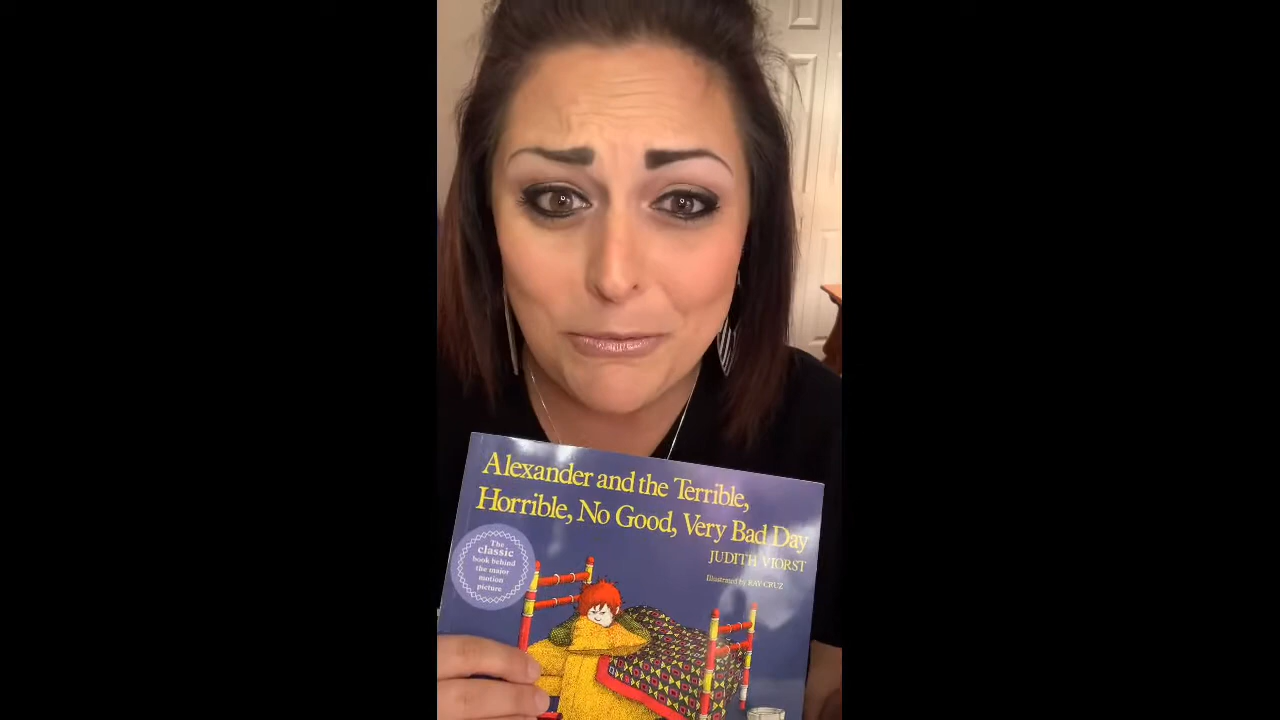 Alexander and the Terrible,
Horrible, No Good, Very Bad Day
JUDITH VIORST
Illustrated by RAY CRUZ
The
classic
book behind
the major
motion
picture